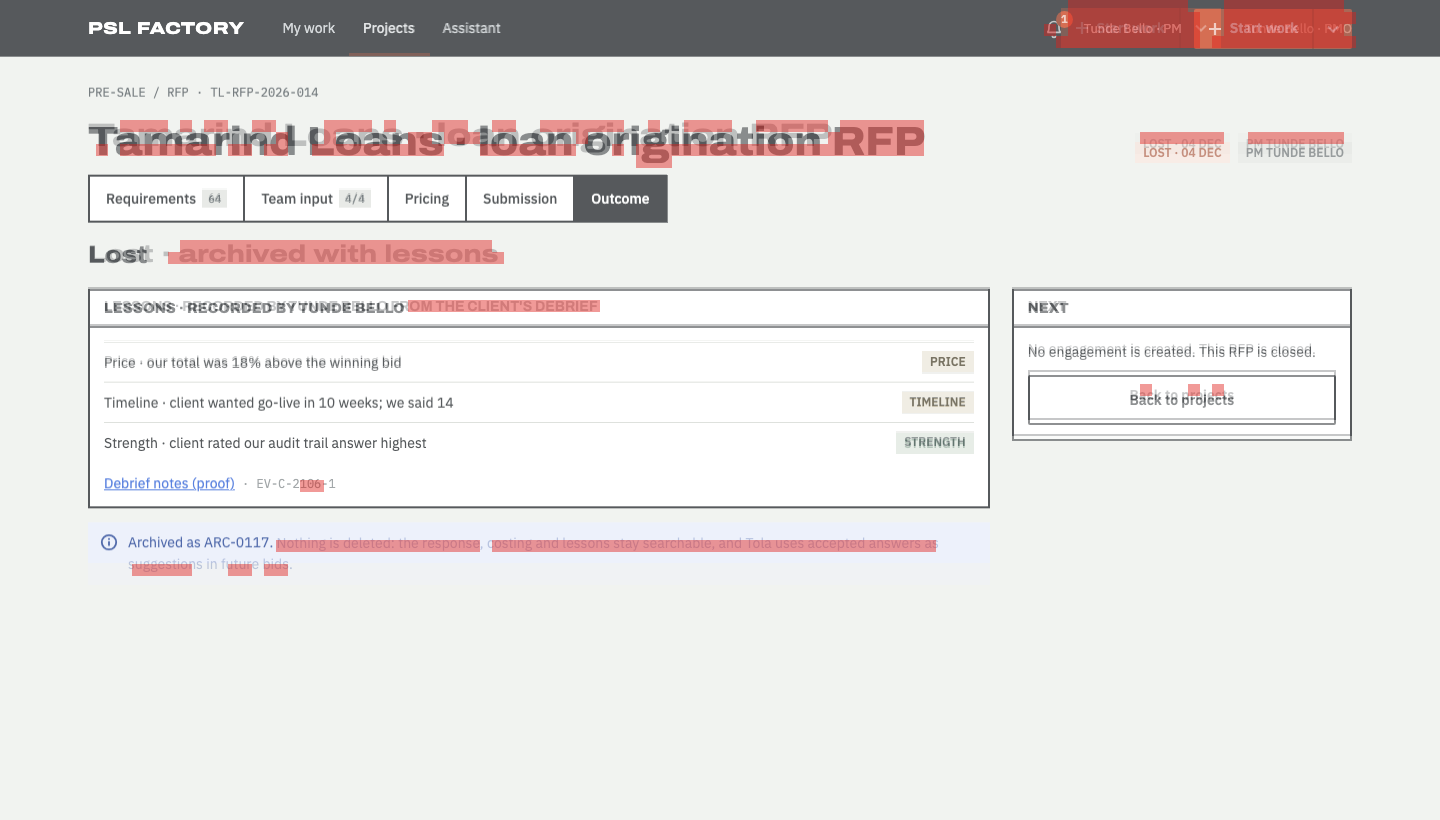 PSL FACTORY My work Projects Assistant 1 Tunde Bello · PM + Start work
PRE-SALE / RFP · TL-RFP-2026-014
Tamarind Loans · loan origination RFP
LOST · 04 DEC PM TUNDE BELLO
Requirements 64 Team input 4/4 Pricing Submission Outcome
Lost · archived with lessons
LESSONS · RECORDED BY TUNDE BELLO FROM THE CLIENT'S DEBRIEF
Price · our total was 18% above the winning bid PRICE
Timeline · client wanted go-live in 10 weeks; we said 14 TIMELINE
Strength · client rated our audit trail answer highest STRENGTH
Debrief notes (proof) · EV-C-2106-1
Archived as ARC-0117. Nothing is deleted: the response, costing and lessons stay searchable, and Tola uses accepted answers as
suggestions in future bids.
NEXT
No engagement is created. This RFP is closed.
Back to projects